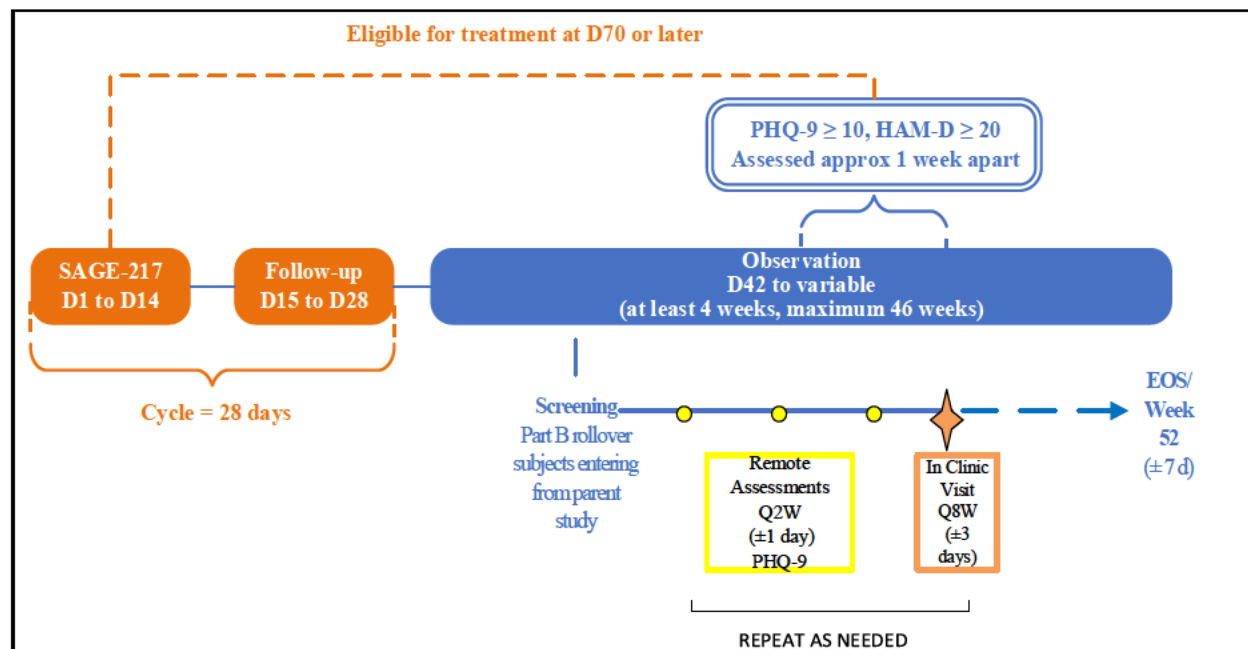 Eligible for treatment at D70 or later
PHQ-9 ≥ 10, HAM-D ≥ 20
Assessed approx 1 week apart
SAGE-217
D1 to D14
Follow-up
D15 to D28
Observation
D42 to variable
(at least 4 weeks, maximum 46 weeks)
Cycle = 28 days
Screening
Part B rollover
subjects entering
from parent
study
Remote
Assessments
Q2W
(±1 day)
PHQ-9
In Clinic
Visit
Q8W
(±3
days)
EOS/
Week
52
(±7 d)
REPEAT AS NEEDED